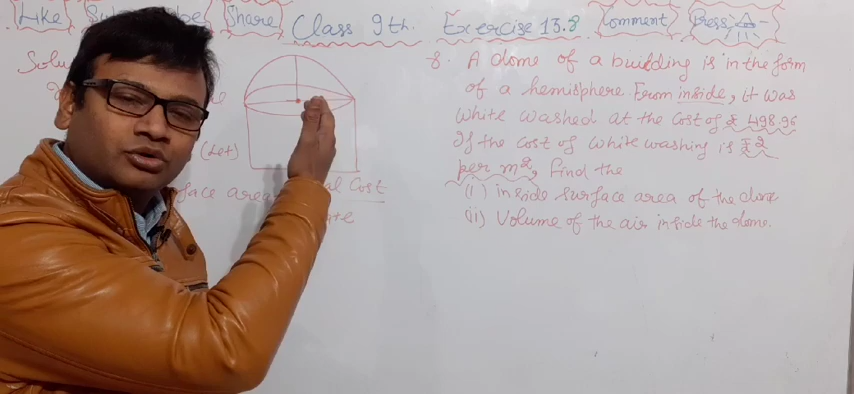 Like Share Class 9th. Exercise 13.8 Comment Press
8. A dome of a building is in the form
of a hemisphere. From inside, it was
white washed at the cost of ₹ 498.96
If the cost of white washing is ₹2
per m², find the
(i) inside surface area of the dome
(ii) Volume of the air inside the dome.
Solu
(Let)
face area Cost